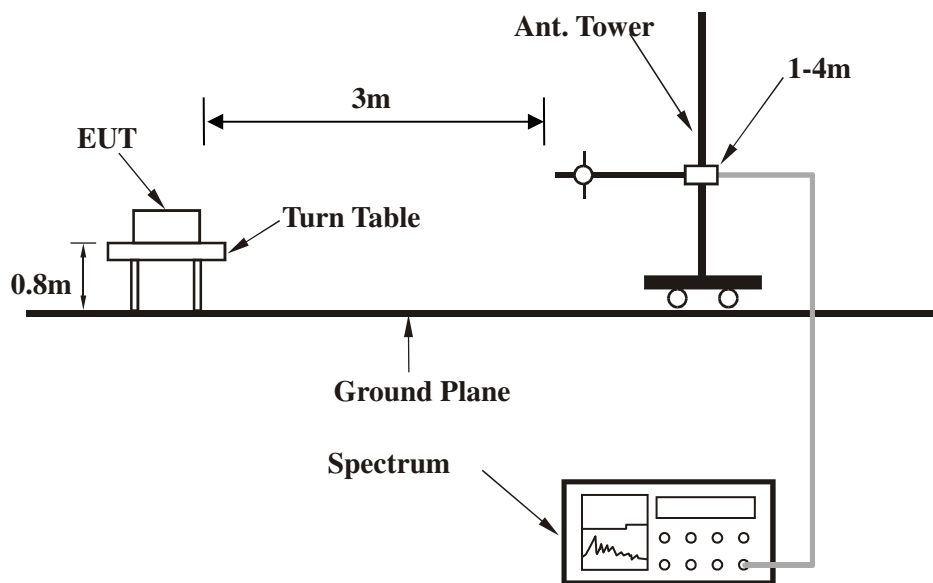 Ant. Tower
1-4m
3m
EUT
Turn Table
0.8m
Ground Plane
Spectrum